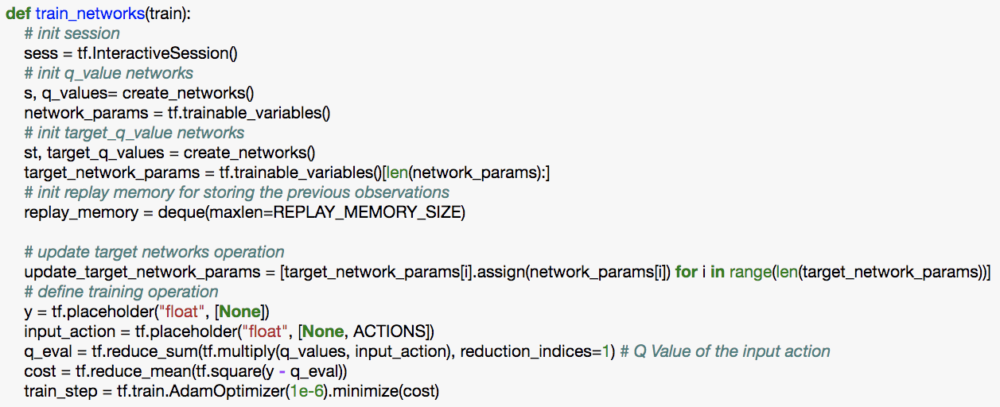 def train_networks(train):
# init session
sess = tf.InteractiveSession()
# init q_value networks
s, q_values= create_networks()
network_params = tf.trainable_variables()
# init target_q_value networks
st, target_q_values = create_networks()
target_network_params = tf.trainable_variables()[len(network_params):]
# init replay memory for storing the previous observations
replay_memory = deque(maxlen=REPLAY_MEMORY_SIZE)
# update target networks operation
update_target_network_params = [target_network_params[i].assign(network_params[i]) for i in range(len(target_network_params))]
# define training operation
y = tf.placeholder("float", [None])
input_action = tf.placeholder("float", [None, ACTIONS])
q_eval = tf.reduce_sum(tf.multiply(q_values, input_action), reduction_indices=1) # Q Value of the input action
cost = tf.reduce_mean(tf.square(y - q_eval))
train_step = tf.train.AdamOptimizer(1e-6).minimize(cost)